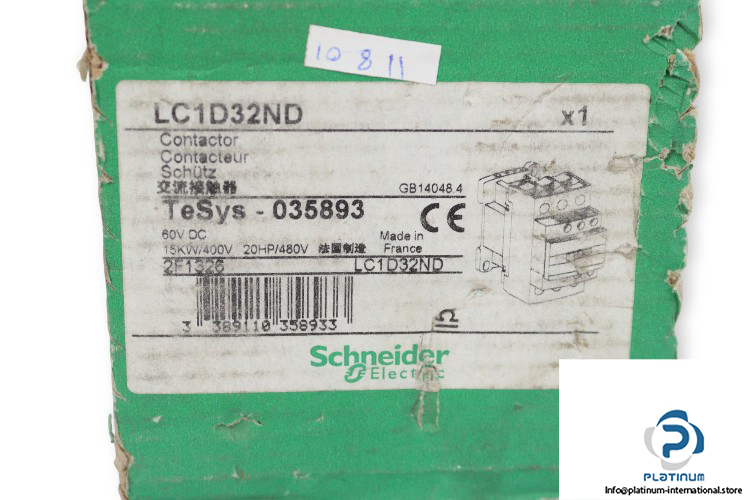 10-8 11
LC1D32ND x1
Contactor
Contacteur
Schütz
交流接触器 GB14048.4
TeSys - 035893 CE
60V DC
15KW/400V 20HP/480V 法国制造 Made in France
2F1326 LC1D32ND
3 389110 358933
Schneider
Electric
PLATINUM
Info@platinum-international.store